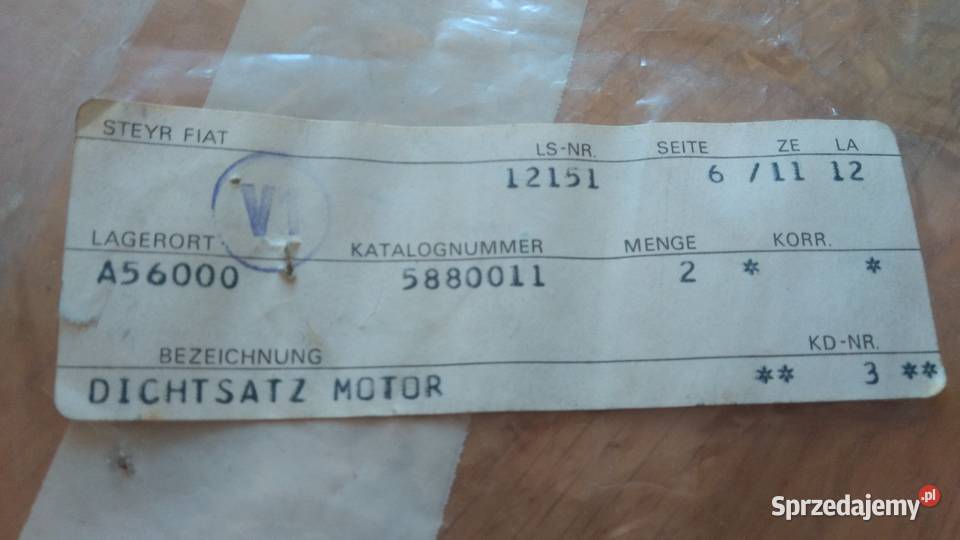 STEYR FIAT
LS-NR. SEITE ZE LA
12151 6 /11 12
V1
LAGERORT KATALOGNUMMER MENGE KORR.
A56000 5880011 2 * *
BEZEICHNUNG KD-NR.
DICHTSATZ MOTOR ** 3 **
Sprzedajemy.pl